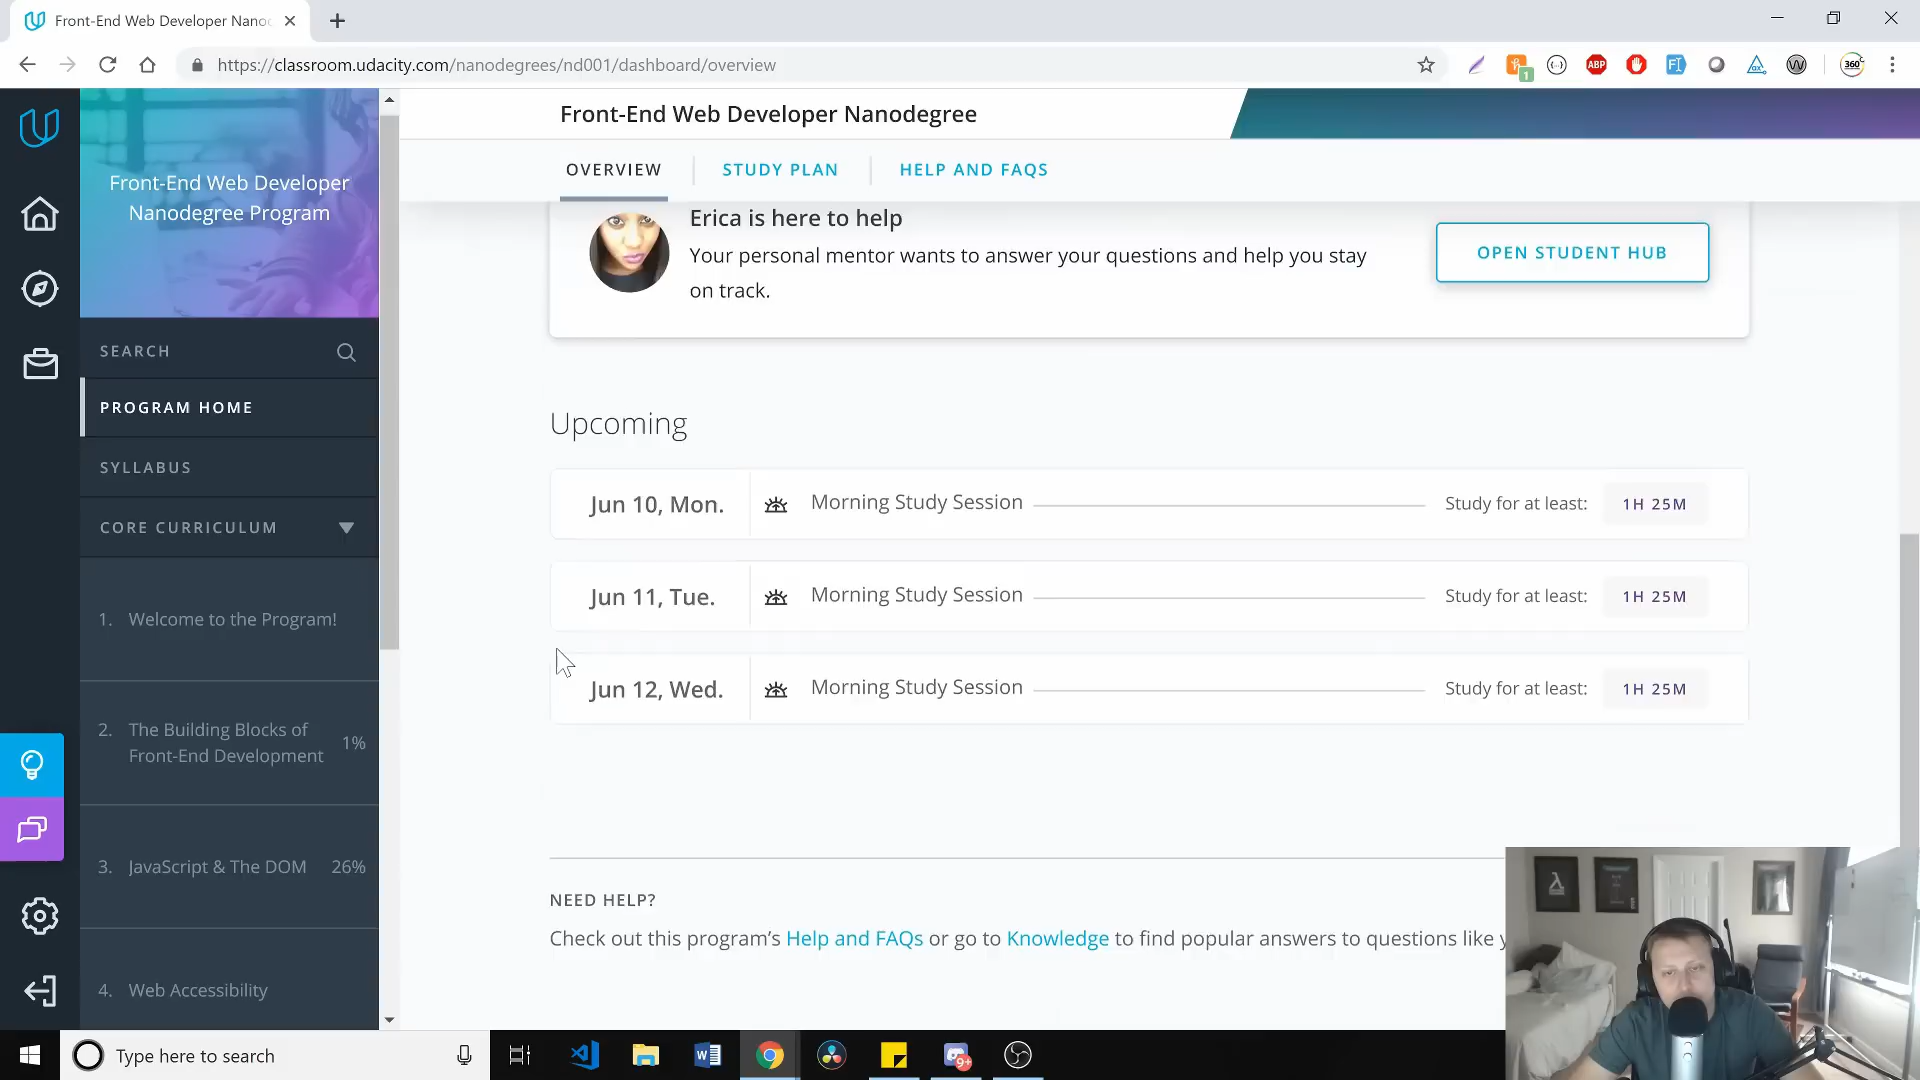 Front-End Web Developer Nano
https://classroom.udacity.com/nanodegrees/nd001/dashboard/overview
1
ABP
360°
Front-End Web Developer Nanodegree
OVERVIEW
STUDY PLAN
HELP AND FAQS
Front-End Web Developer
Nanodegree Program
SEARCH
PROGRAM HOME
SYLLABUS
CORE CURRICULUM
1. Welcome to the Program!
2. The Building Blocks of
Front-End Development
1%
3. JavaScript & The DOM 26%
4. Web Accessibility
Erica is here to help
Your personal mentor wants to answer your questions and help you stay
on track.
OPEN STUDENT HUB
Upcoming
Jun 10, Mon. Morning Study Session Study for at least: 1H 25M
Jun 11, Tue. Morning Study Session Study for at least: 1H 25M
Jun 12, Wed. Morning Study Session Study for at least: 1H 25M
NEED HELP?
Check out this program's Help and FAQs or go to Knowledge to find popular answers to questions like
Type here to search
9+